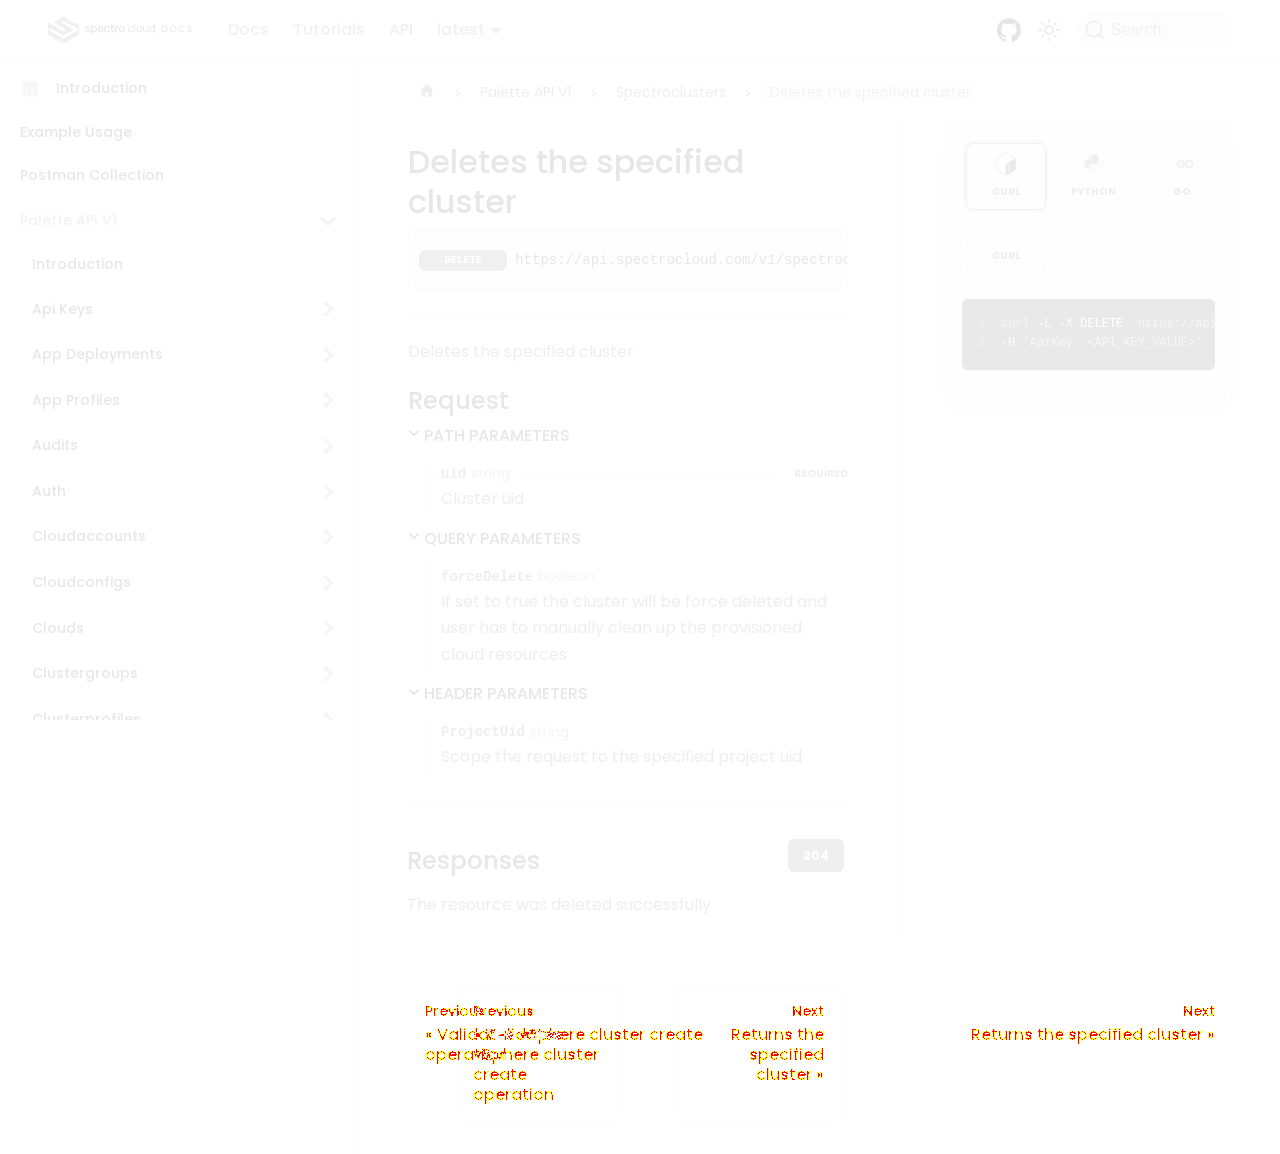 spectro cloud DOCS Docs Tutorials API latest Search
Introduction
Example Usage
Postman Collection
Palette API V1
Introduction
Api Keys
App Deployments
App Profiles
Audits
Auth
Cloudaccounts
Cloudconfigs
Clouds
Clustergroups
Clusterprofiles
Palette API V1 > Spectroclusters > Deletes the specified cluster
Deletes the specified
cluster
DELETE https://api.spectrocloud.com/v1/spectroc
Deletes the specified cluster
Request
PATH PARAMETERS
uid string REQUIRED
Cluster uid
QUERY PARAMETERS
forceDelete boolean
If set to true the cluster will be force deleted and
user has to manually clean up the provisioned
cloud resources
HEADER PARAMETERS
ProjectUid string
Scope the request to the specified project uid
Responses
204
The resource was deleted successfully
CURL PYTHON GO
CURL
1 curl -L -X DELETE 'https://api
2 -H 'ApiKey: <API_KEY_VALUE>'
Previous
Previous
vSphere cluster create
vSphere cluster
create
operation
Next
Returns the
specified
cluster »
Next
Returns the specified cluster »